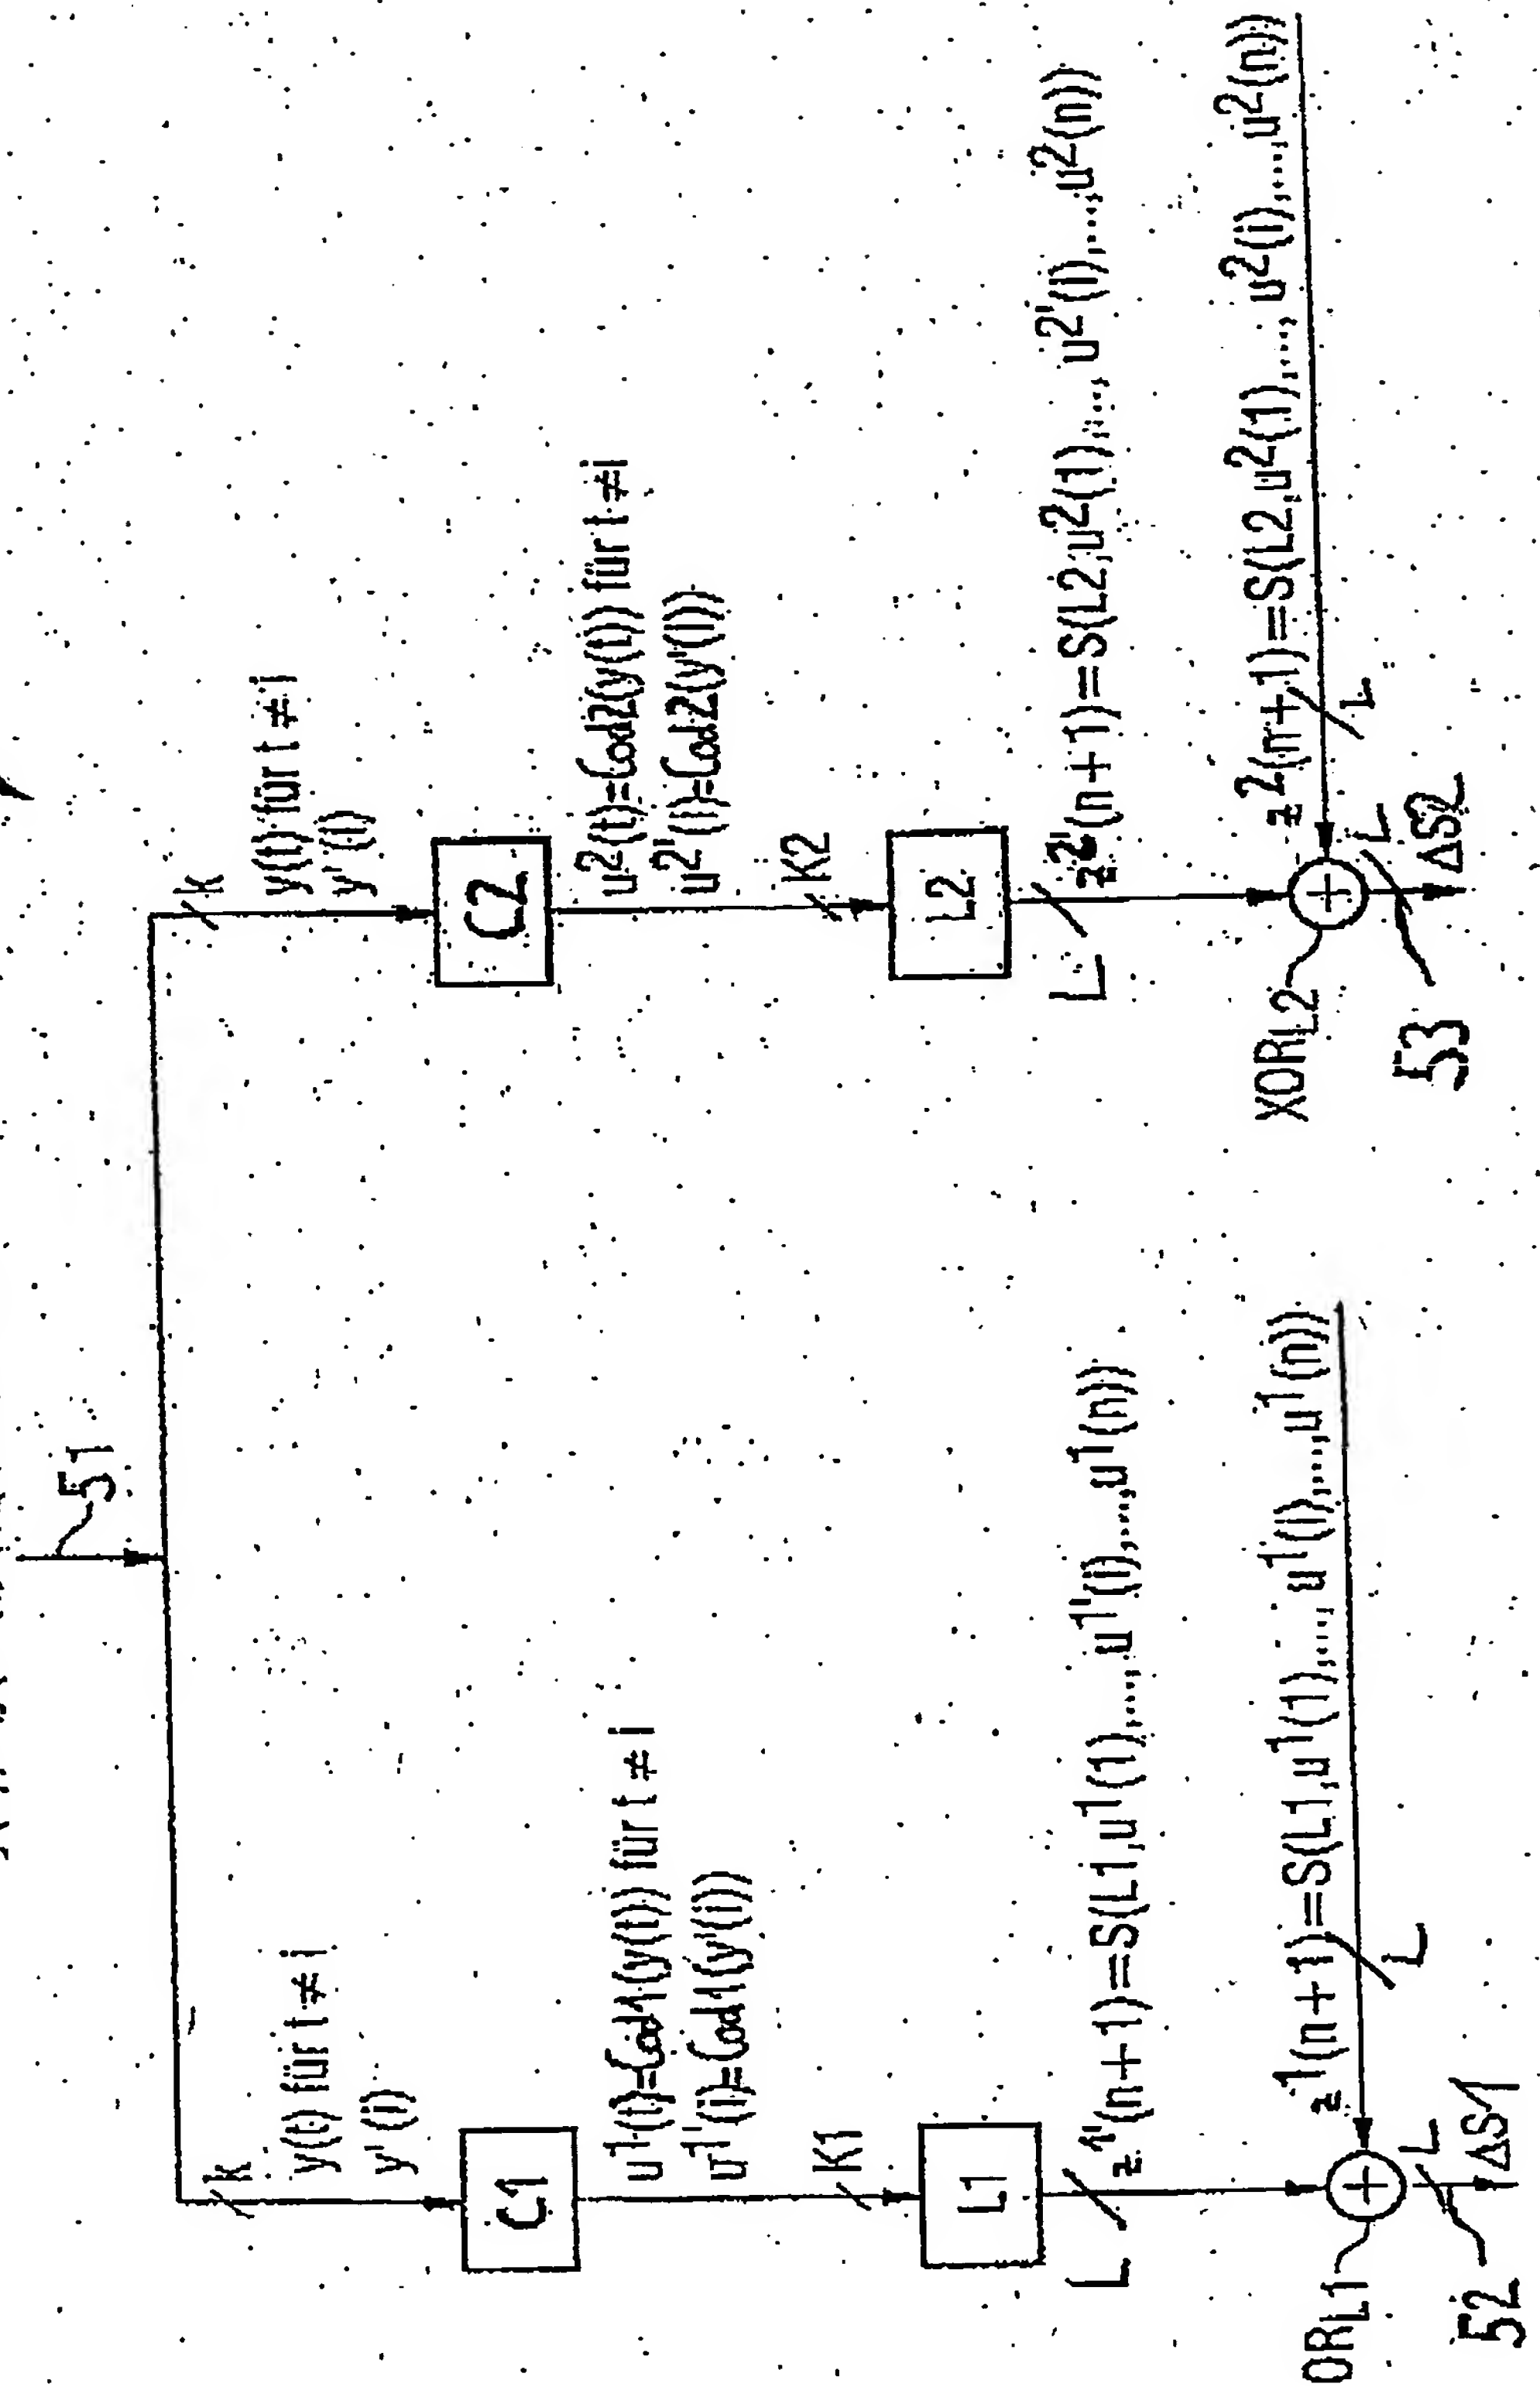 51
k
y(t) für t ≠ i
y'(i)
C1
u¹(t)=Cod1(y(t)) für t ≠ i
u¹'(i)=Cod1(y'(i))
K1
L1
L
z¹'(n+1)=S(L1,u¹(1),...,u¹'(i),...,u¹(n))
z¹(n+1)=S(L1,u¹(1),...,u¹(i),...,u¹(n))
L
ORL1
L
ΔS1
52
k
y(t) für t ≠ i
y'(i)
C2
u²(t)=Cod2(y(t)) für t ≠ i
u²'(i)=Cod2(y'(i))
K2
L2
L
z²'(n+1)=S(L2,u²(1),...,u²'(i),...,u²(n))
z²(n+1)=S(L2,u²(1),...,u²(i),...,u²(n))
L
XORL2
L
ΔS2
53